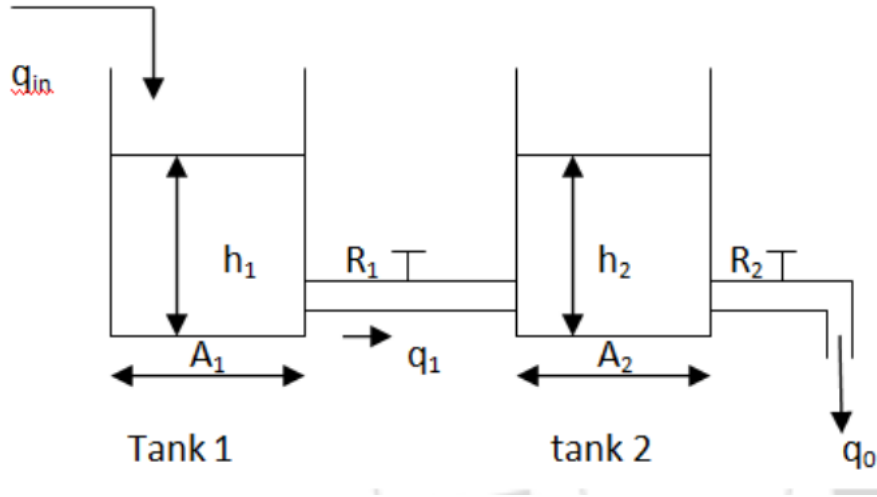 qin
h₁
R₁
h₂
R₂
A₁
q₁
A₂
Tank 1
tank 2
q₀